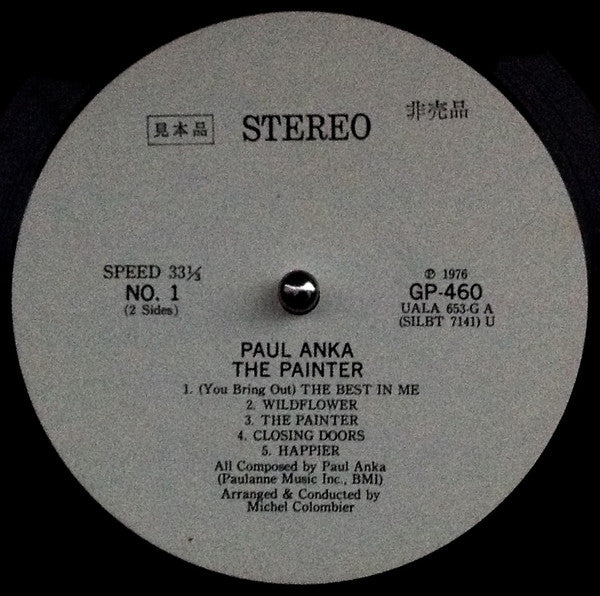 見本品 STEREO 非売品
SPEED 33⅓
NO. 1
(2 Sides)
℗ 1976
GP-460
UALA 653-G A
(SILBT 7141) U
PAUL ANKA
THE PAINTER
1. (You Bring Out) THE BEST IN ME
2. WILDFLOWER
3. THE PAINTER
4. CLOSING DOORS
5. HAPPIER
All Composed by Paul Anka
(Paulanne Music Inc., BMI)
Arranged & Conducted by
Michel Colombier